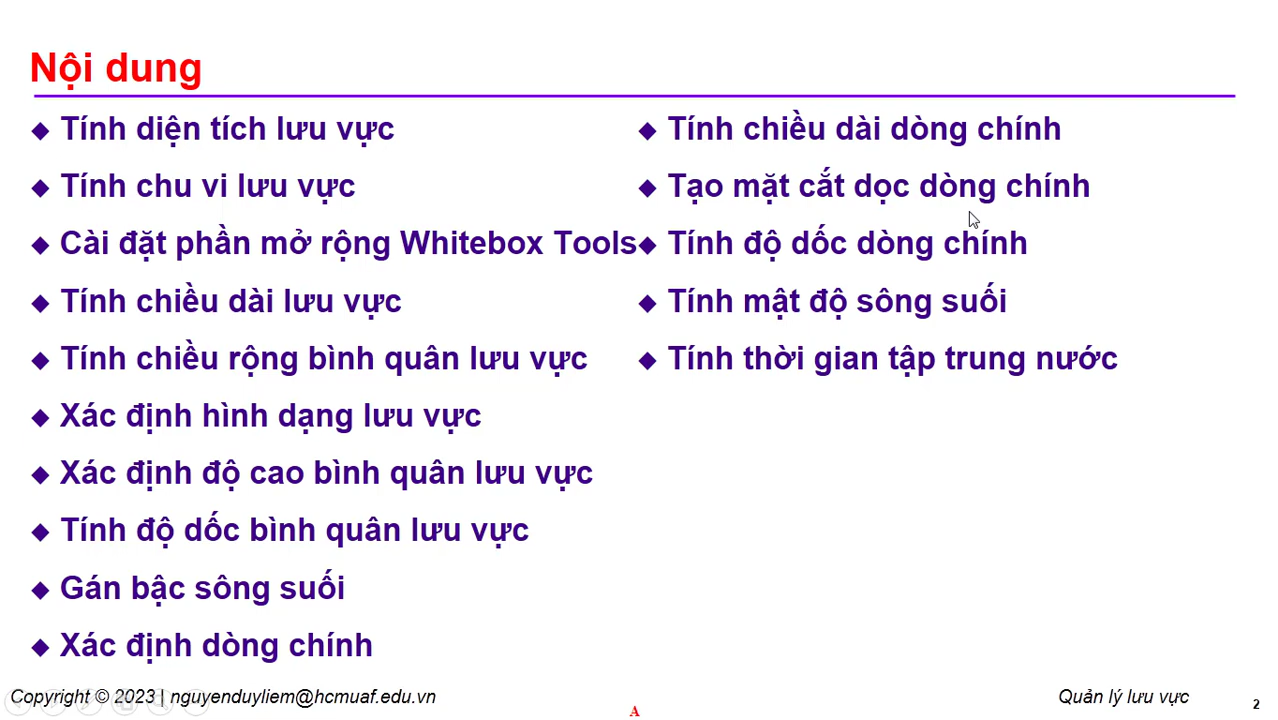 Nội dung
Tính diện tích lưu vực
Tính chu vi lưu vực
Cài đặt phần mở rộng Whitebox Tools
Tính chiều dài lưu vực
Tính chiều rộng bình quân lưu vực
Xác định hình dạng lưu vực
Xác định độ cao bình quân lưu vực
Tính độ dốc bình quân lưu vực
Gán bậc sông suối
Xác định dòng chính
Tính chiều dài dòng chính
Tạo mặt cắt dọc dòng chính
Tính độ dốc dòng chính
Tính mật độ sông suối
Tính thời gian tập trung nước
Copyright © 2023 | nguyenduyliem@hcmuaf.edu.vn
A
Quản lý lưu vực
2